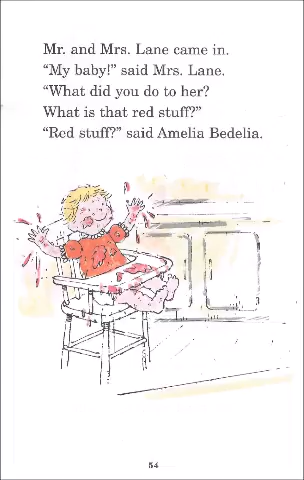 Mr. and Mrs. Lane came in.
“My baby!” said Mrs. Lane.
“What did you do to her?
What is that red stuff?”
“Red stuff?” said Amelia Bedelia.
54